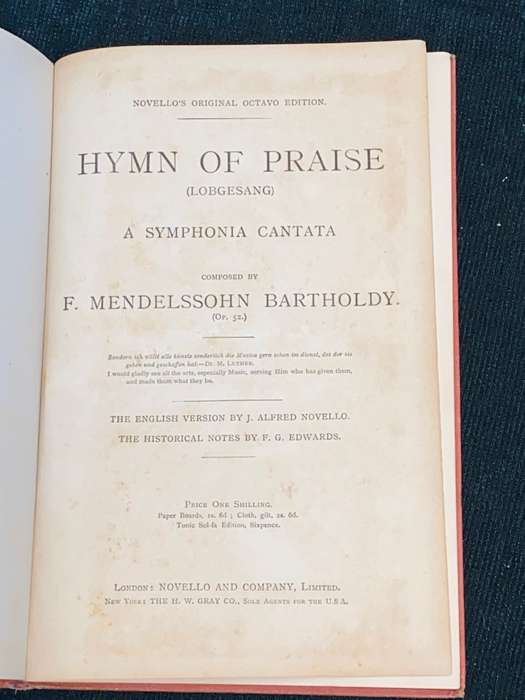 NOVELLO'S ORIGINAL OCTAVO EDITION.
HYMN OF PRAISE
(LOBGESANG)
A SYMPHONIA CANTATA
COMPOSED BY
F. MENDELSSOHN BARTHOLDY.
(OP. 52.)
Sondern ich wöllt alle künste sonderlich die Musica gern sehen im dienst, des der sie
geben und geschaffen hat.—DR. M. LUTHER.
I would gladly see all the arts, especially Music, serving Him who has given them,
and made them what they be.
THE ENGLISH VERSION BY J. ALFRED NOVELLO.
THE HISTORICAL NOTES BY F. G. EDWARDS.
PRICE ONE SHILLING.
Paper Boards, 1s. 6d; Cloth, gilt, 2s. 6d.
Tonic Sol-fa Edition, Sixpence.
LONDON: NOVELLO AND COMPANY, LIMITED.
NEW YORK: THE H. W. GRAY CO., SOLE AGENTS FOR THE U.S.A.